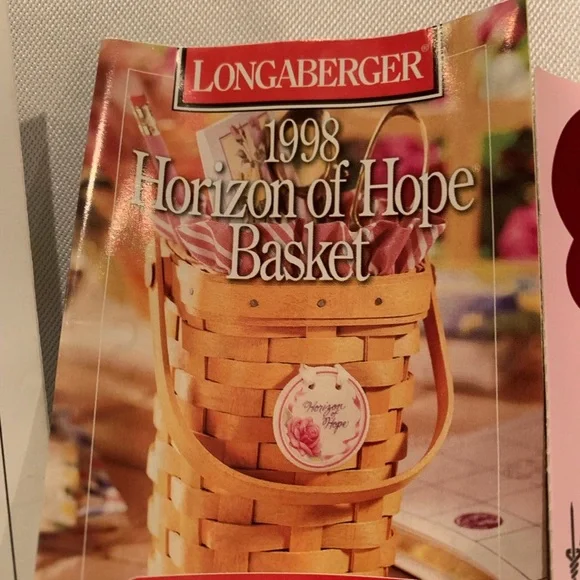 LONGABERGER®
1998
Horizon of Hope
Basket
Horizon
of
Hope